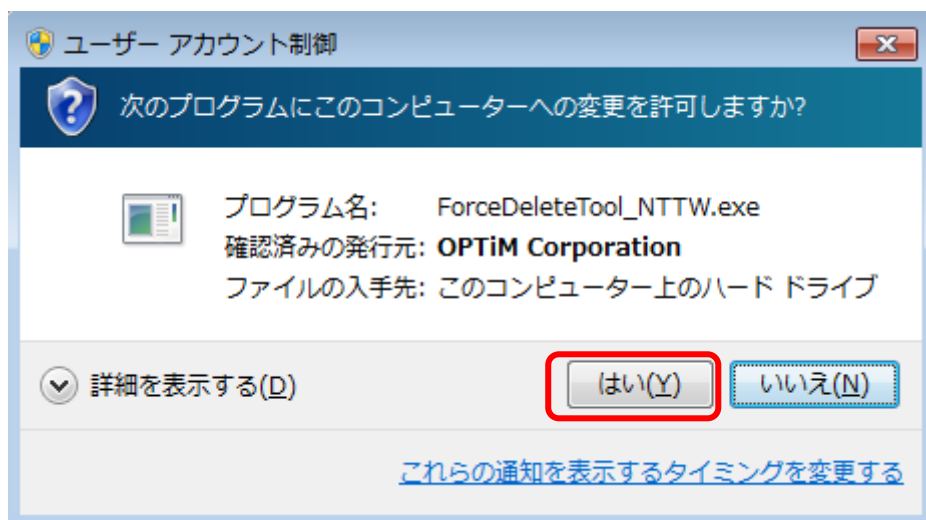 ユーザー アカウント制御
次のプログラムにこのコンピューターへの変更を許可しますか?
プログラム名: ForceDeleteTool_NTTW.exe
確認済みの発行元: OPTiM Corporation
ファイルの入手先: このコンピューター上のハード ドライブ
詳細を表示する(D) はい(Y) いいえ(N)
これらの通知を表示するタイミングを変更する